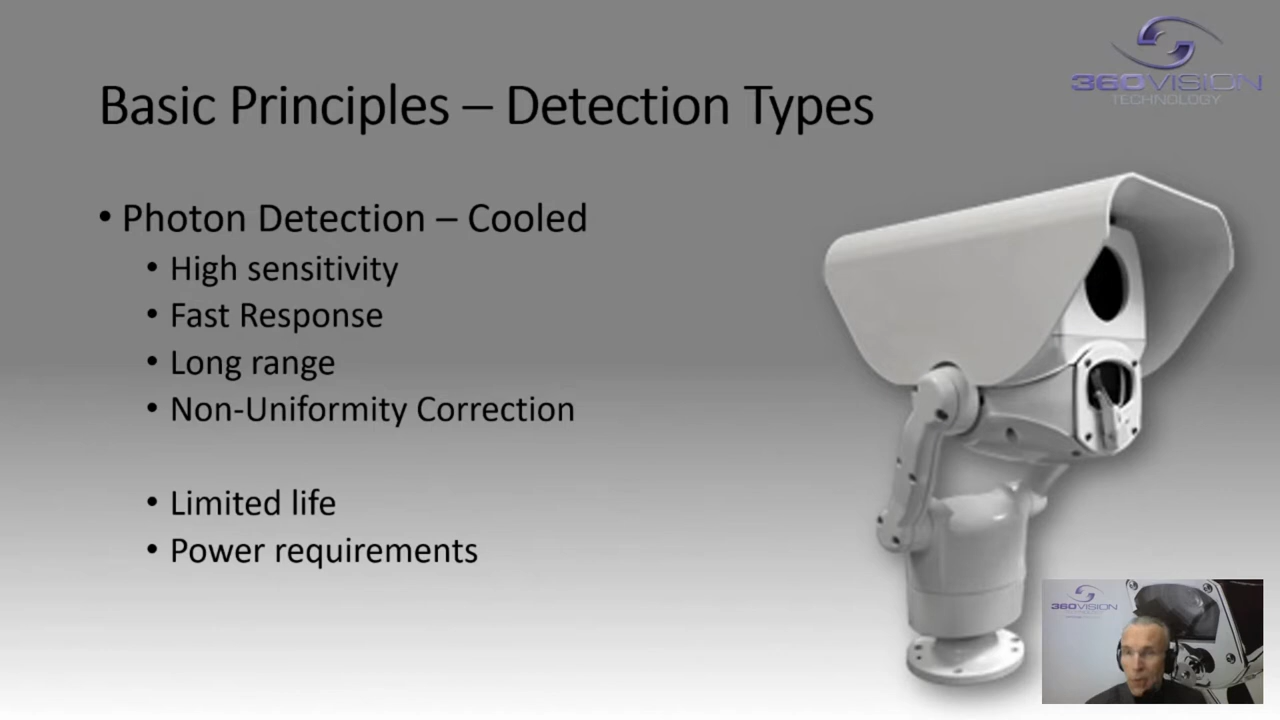 360VISION
TECHNOLOGY
Basic Principles – Detection Types
• Photon Detection – Cooled
• High sensitivity
• Fast Response
• Long range
• Non-Uniformity Correction
• Limited life
• Power requirements
360VISION